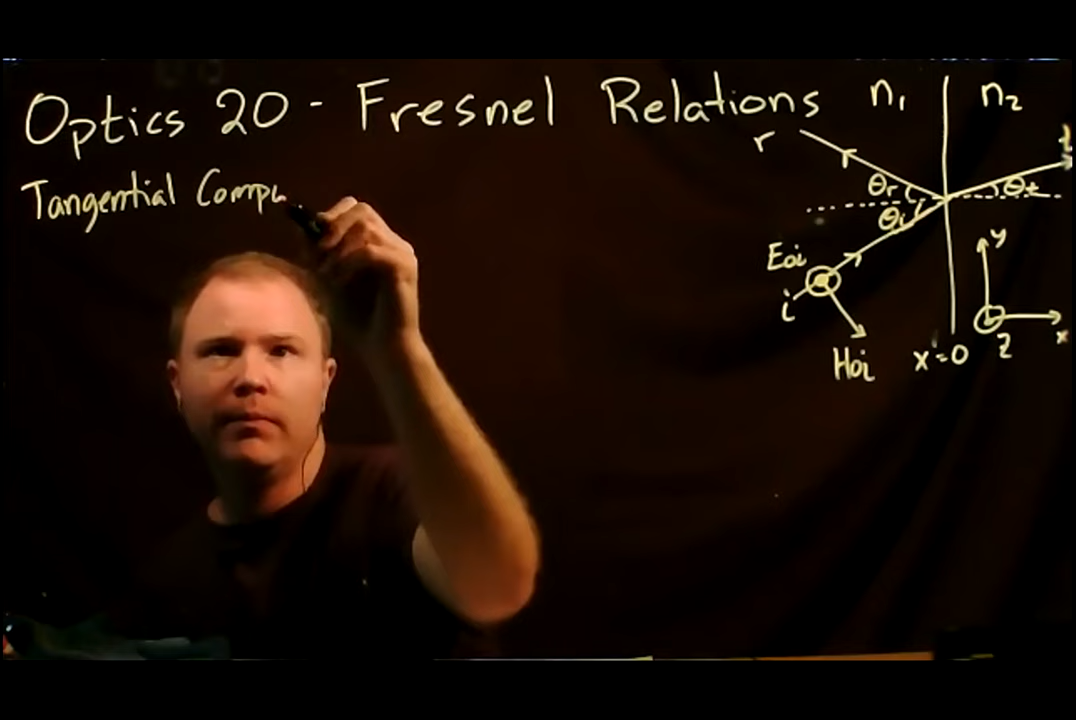 Optics 20 - Fresnel Relations
Tangential Comp
n₁
n₂
r
t
θr
θt
θi
Eoi
i
Hoi
y
x
z
x=0